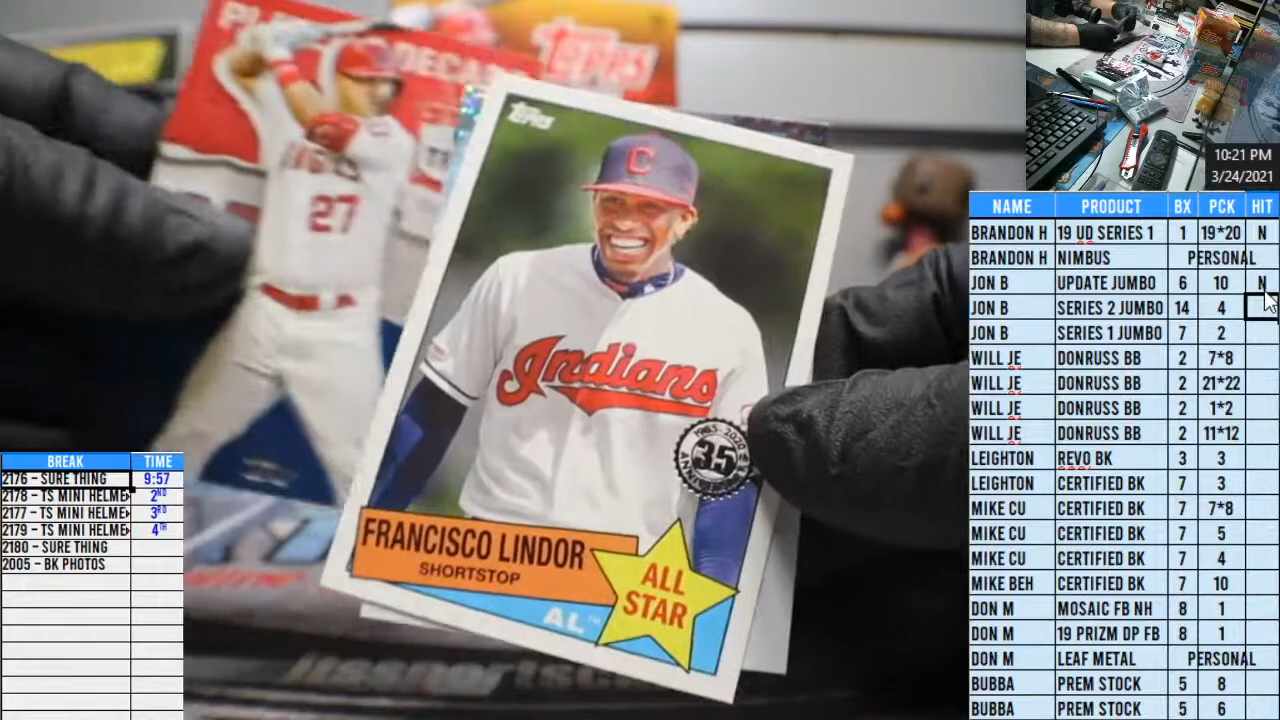 topps
DECA
topps
27
C
Indians
1985-2020
35
ANNIVERSARY
FRANCISCO LINDOR
SHORTSTOP
ALL
STAR
AL™
10:21 PM
3/24/2021
NAME PRODUCT BX PCK HIT
BRANDON H 19 UD SERIES 1 1 19*20 N
BRANDON H NIMBUS PERSONAL
JON B UPDATE JUMBO 6 10 N
JON B SERIES 2 JUMBO 14 4
JON B SERIES 1 JUMBO 7 2
WILL JE DONRUSS BB 2 7*8
WILL JE DONRUSS BB 2 21*22
WILL JE DONRUSS BB 2 1*2
WILL JE DONRUSS BB 2 11*12
LEIGHTON REVO BK 3 3
LEIGHTON CERTIFIED BK 7 3
MIKE CU CERTIFIED BK 7 7*8
MIKE CU CERTIFIED BK 7 5
MIKE CU CERTIFIED BK 7 4
MIKE BEH CERTIFIED BK 7 10
DON M MOSAIC FB NH 8 1
DON M 19 PRIZM DP FB 8 1
DON M LEAF METAL PERSONAL
BUBBA PREM STOCK 5 8
BUBBA PREM STOCK 5 6
BREAK TIME
2176 – SURE THING 9:57
2178 – TS MINI HELME 2ND
2177 – TS MINI HELME 3RD
2179 – TS MINI HELME 4TH
2180 – SURE THING
2005 – BK PHOTOS